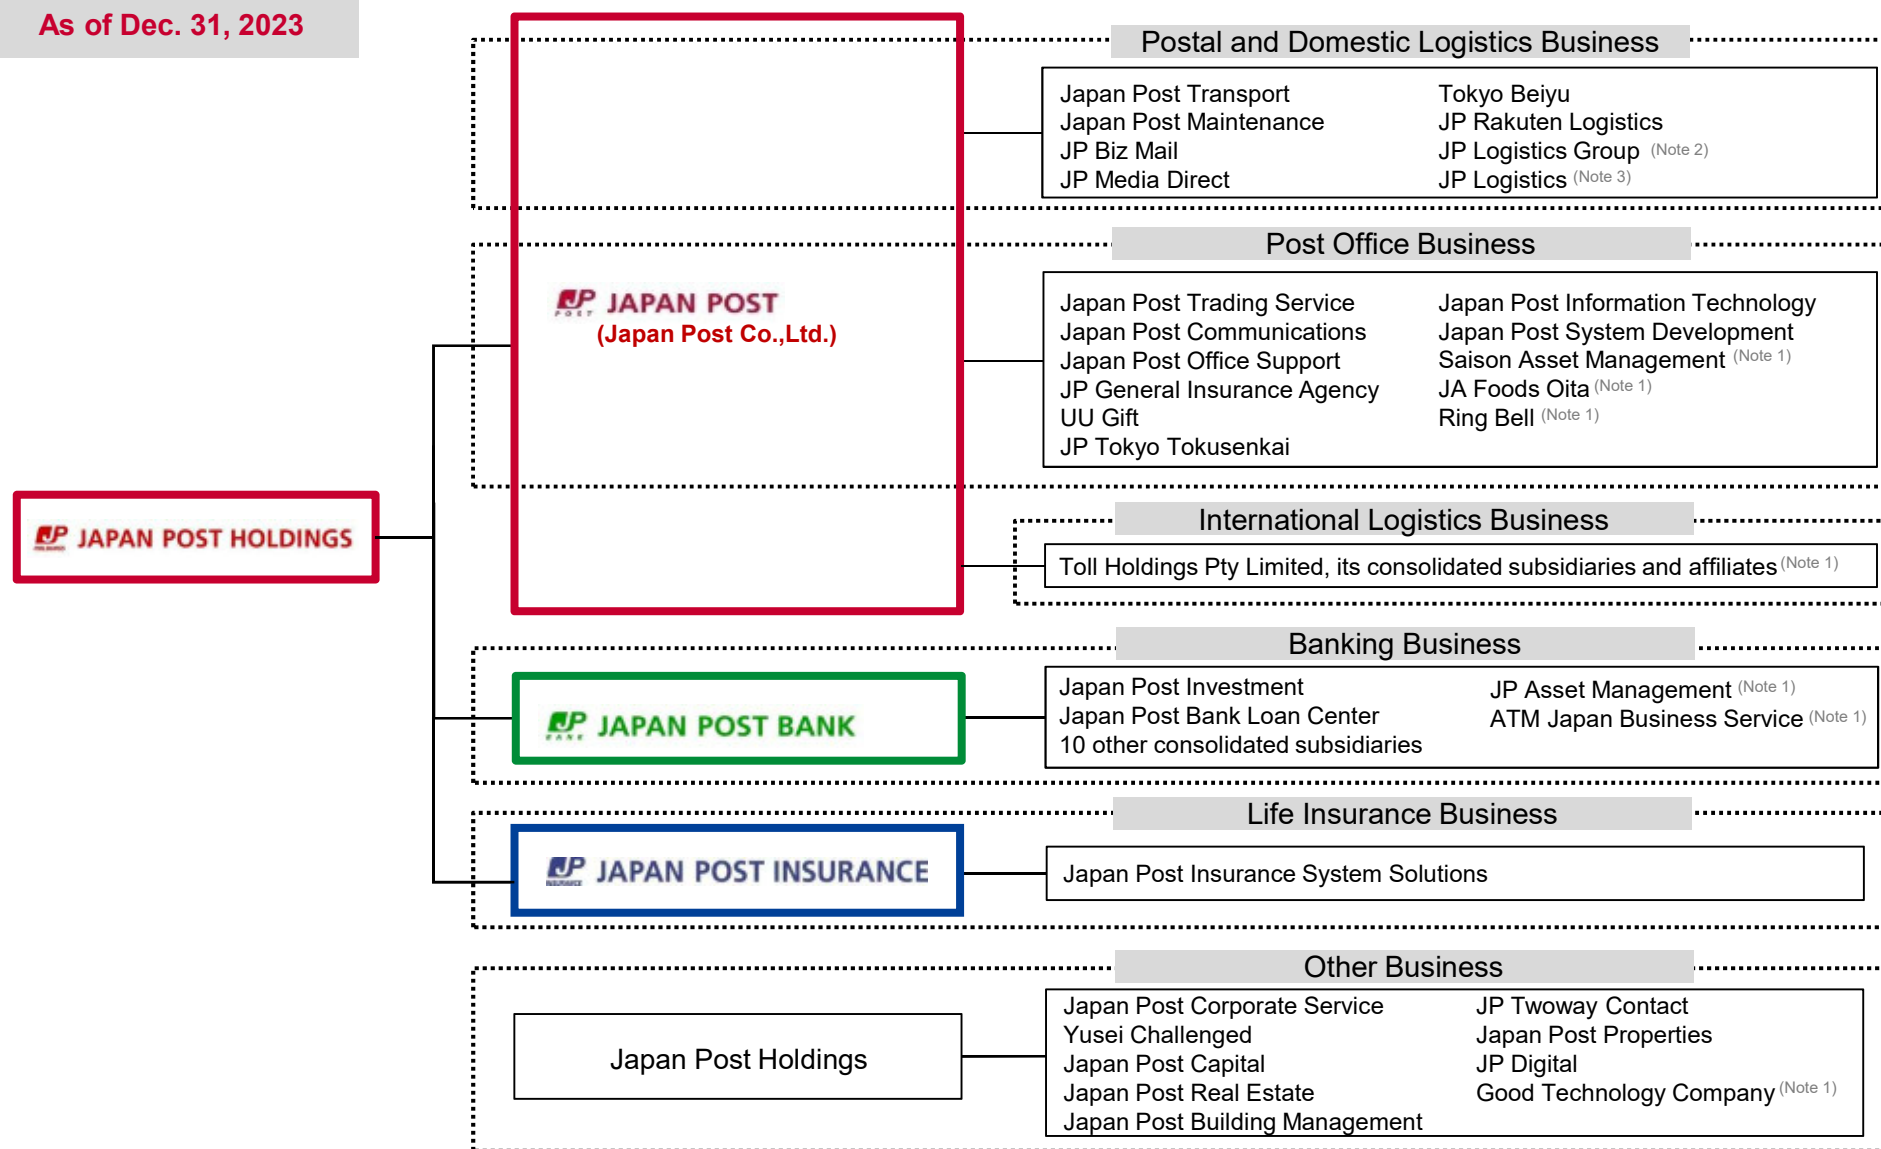 As of Dec. 31, 2023
Postal and Domestic Logistics Business
Japan Post Transport
Japan Post Maintenance
JP Biz Mail
JP Media Direct
Tokyo Beiyu
JP Rakuten Logistics
JP Logistics Group (Note 2)
JP Logistics (Note 3)
Post Office Business
JP JAPAN POST
POST
(Japan Post Co.,Ltd.)
Japan Post Trading Service
Japan Post Communications
Japan Post Office Support
JP General Insurance Agency
UU Gift
JP Tokyo Tokusenkai
Japan Post Information Technology
Japan Post System Development
Saison Asset Management (Note 1)
JA Foods Oita (Note 1)
Ring Bell (Note 1)
JP JAPAN POST HOLDINGS
International Logistics Business
Toll Holdings Pty Limited, its consolidated subsidiaries and affiliates (Note 1)
Banking Business
JP JAPAN POST BANK
BANK
Japan Post Investment
Japan Post Bank Loan Center
10 other consolidated subsidiaries
JP Asset Management (Note 1)
ATM Japan Business Service (Note 1)
Life Insurance Business
JP JAPAN POST INSURANCE
INSURANCE
Japan Post Insurance System Solutions
Other Business
Japan Post Holdings
Japan Post Corporate Service
Yusei Challenged
Japan Post Capital
Japan Post Real Estate
Japan Post Building Management
JP Twoway Contact
Japan Post Properties
JP Digital
Good Technology Company (Note 1)